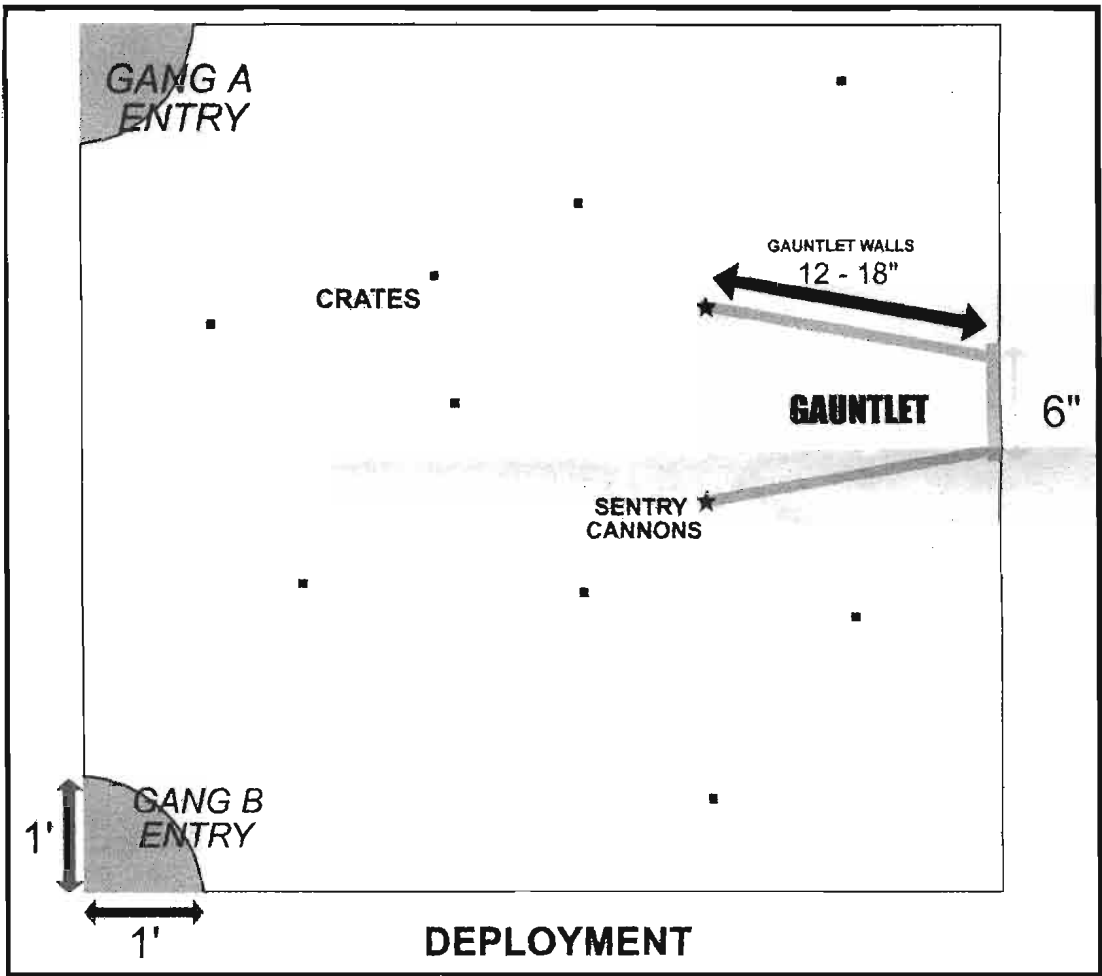 GANG A
ENTRY
GAUNTLET WALLS
12 - 18"
CRATES
GAUNTLET
6"
SENTRY
CANNONS
GANG B
ENTRY
1'
1'
DEPLOYMENT